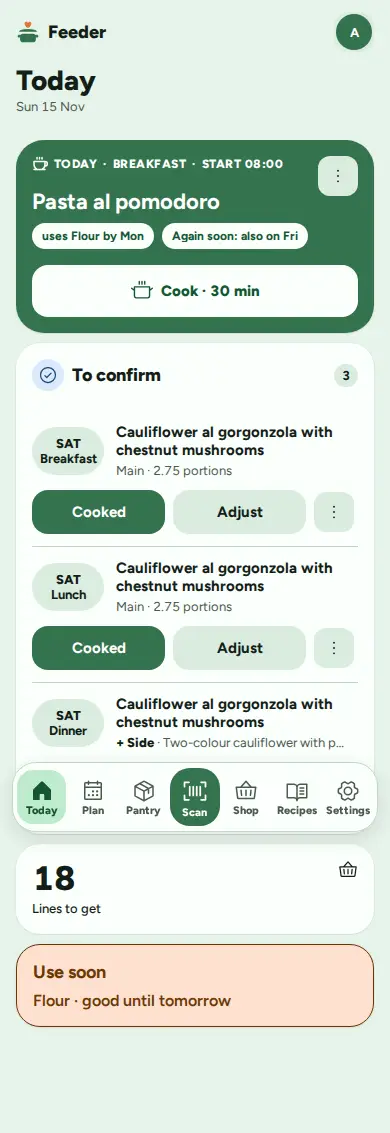 Feeder
A
Today
Sun 15 Nov
TODAY · BREAKFAST · START 08:00
Pasta al pomodoro
uses Flour by Mon
Again soon: also on Fri
Cook · 30 min
To confirm
3
SAT
Breakfast
Cauliflower al gorgonzola with
chestnut mushrooms
Main · 2.75 portions
Cooked
Adjust
SAT
Lunch
Cauliflower al gorgonzola with
chestnut mushrooms
Main · 2.75 portions
Cooked
Adjust
SAT
Dinner
Cauliflower al gorgonzola with
chestnut mushrooms
+ Side · Two-colour cauliflower with p...
Today
Plan
Pantry
Scan
Shop
Recipes
Settings
18
Lines to get
Use soon
Flour · good until tomorrow